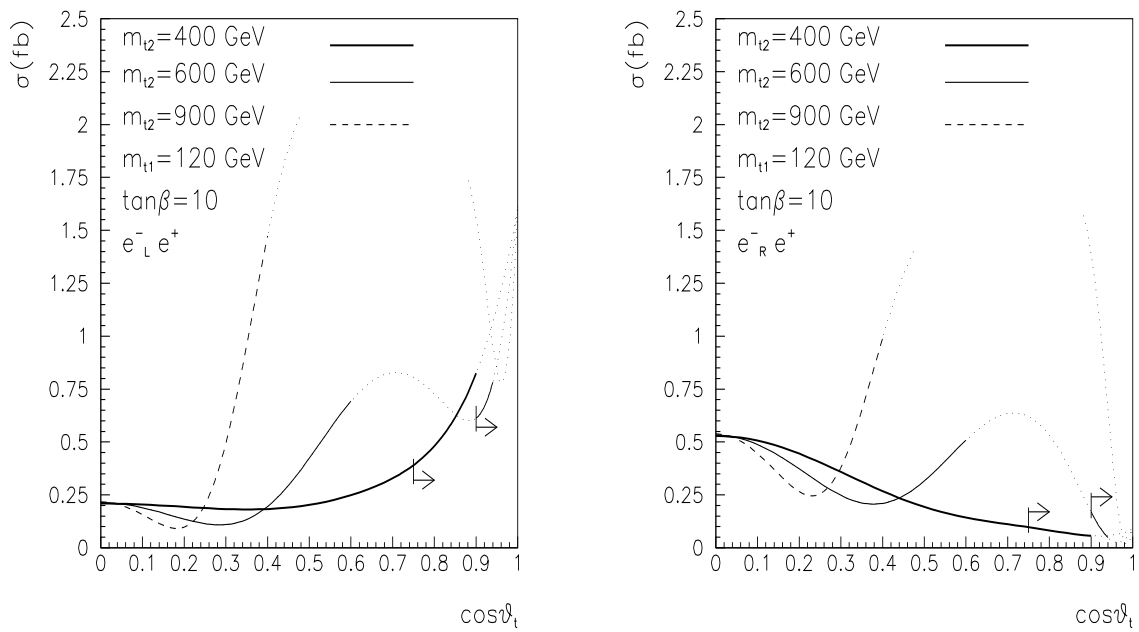 σ(fb)
2.5
2.25
2
1.75
1.5
1.25
1
0.75
0.5
0.25
0
m_t2=400 GeV
m_t2=600 GeV
m_t2=900 GeV
m_t1=120 GeV
tanβ=10
e⁻_L e⁺
0 0.1 0.2 0.3 0.4 0.5 0.6 0.7 0.8 0.9 1
cosϑ_t
σ(fb)
2.5
2.25
2
1.75
1.5
1.25
1
0.75
0.5
0.25
0
m_t2=400 GeV
m_t2=600 GeV
m_t2=900 GeV
m_t1=120 GeV
tanβ=10
e⁻_R e⁺
0 0.1 0.2 0.3 0.4 0.5 0.6 0.7 0.8 0.9 1
cosϑ_t